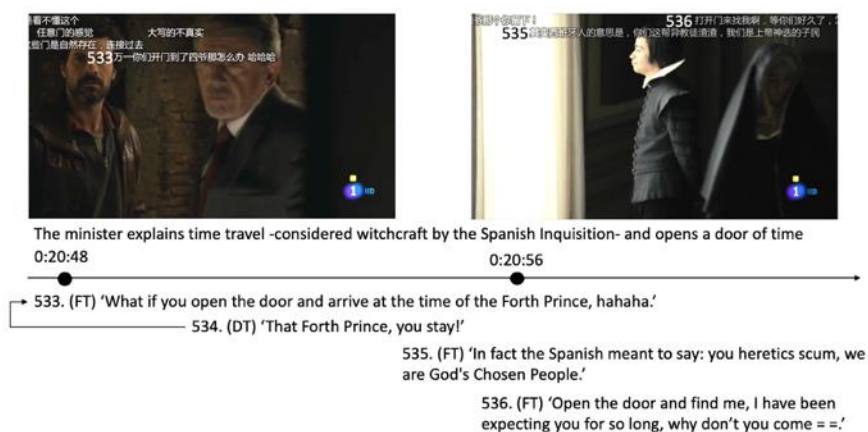 看不懂这个
任意门的感觉 大写的不真实
些门是自然存在，连接过去
533万一你们开门到了四爷那怎么办 哈哈哈
1 HD
536 打开门来找我啊，等你们好久了，
535 人的意思是，你们这帮异教徒渣渣，我们是上帝神选的子民
1 HD
The minister explains time travel -considered witchcraft by the Spanish Inquisition- and opens a door of time
0:20:48 0:20:56
533. (FT) ‘What if you open the door and arrive at the time of the Forth Prince, hahaha.’
534. (DT) ‘That Forth Prince, you stay!’
535. (FT) ‘In fact the Spanish meant to say: you heretics scum, we
are God's Chosen People.’
536. (FT) ‘Open the door and find me, I have been
expecting you for so long, why don’t you come = =.’